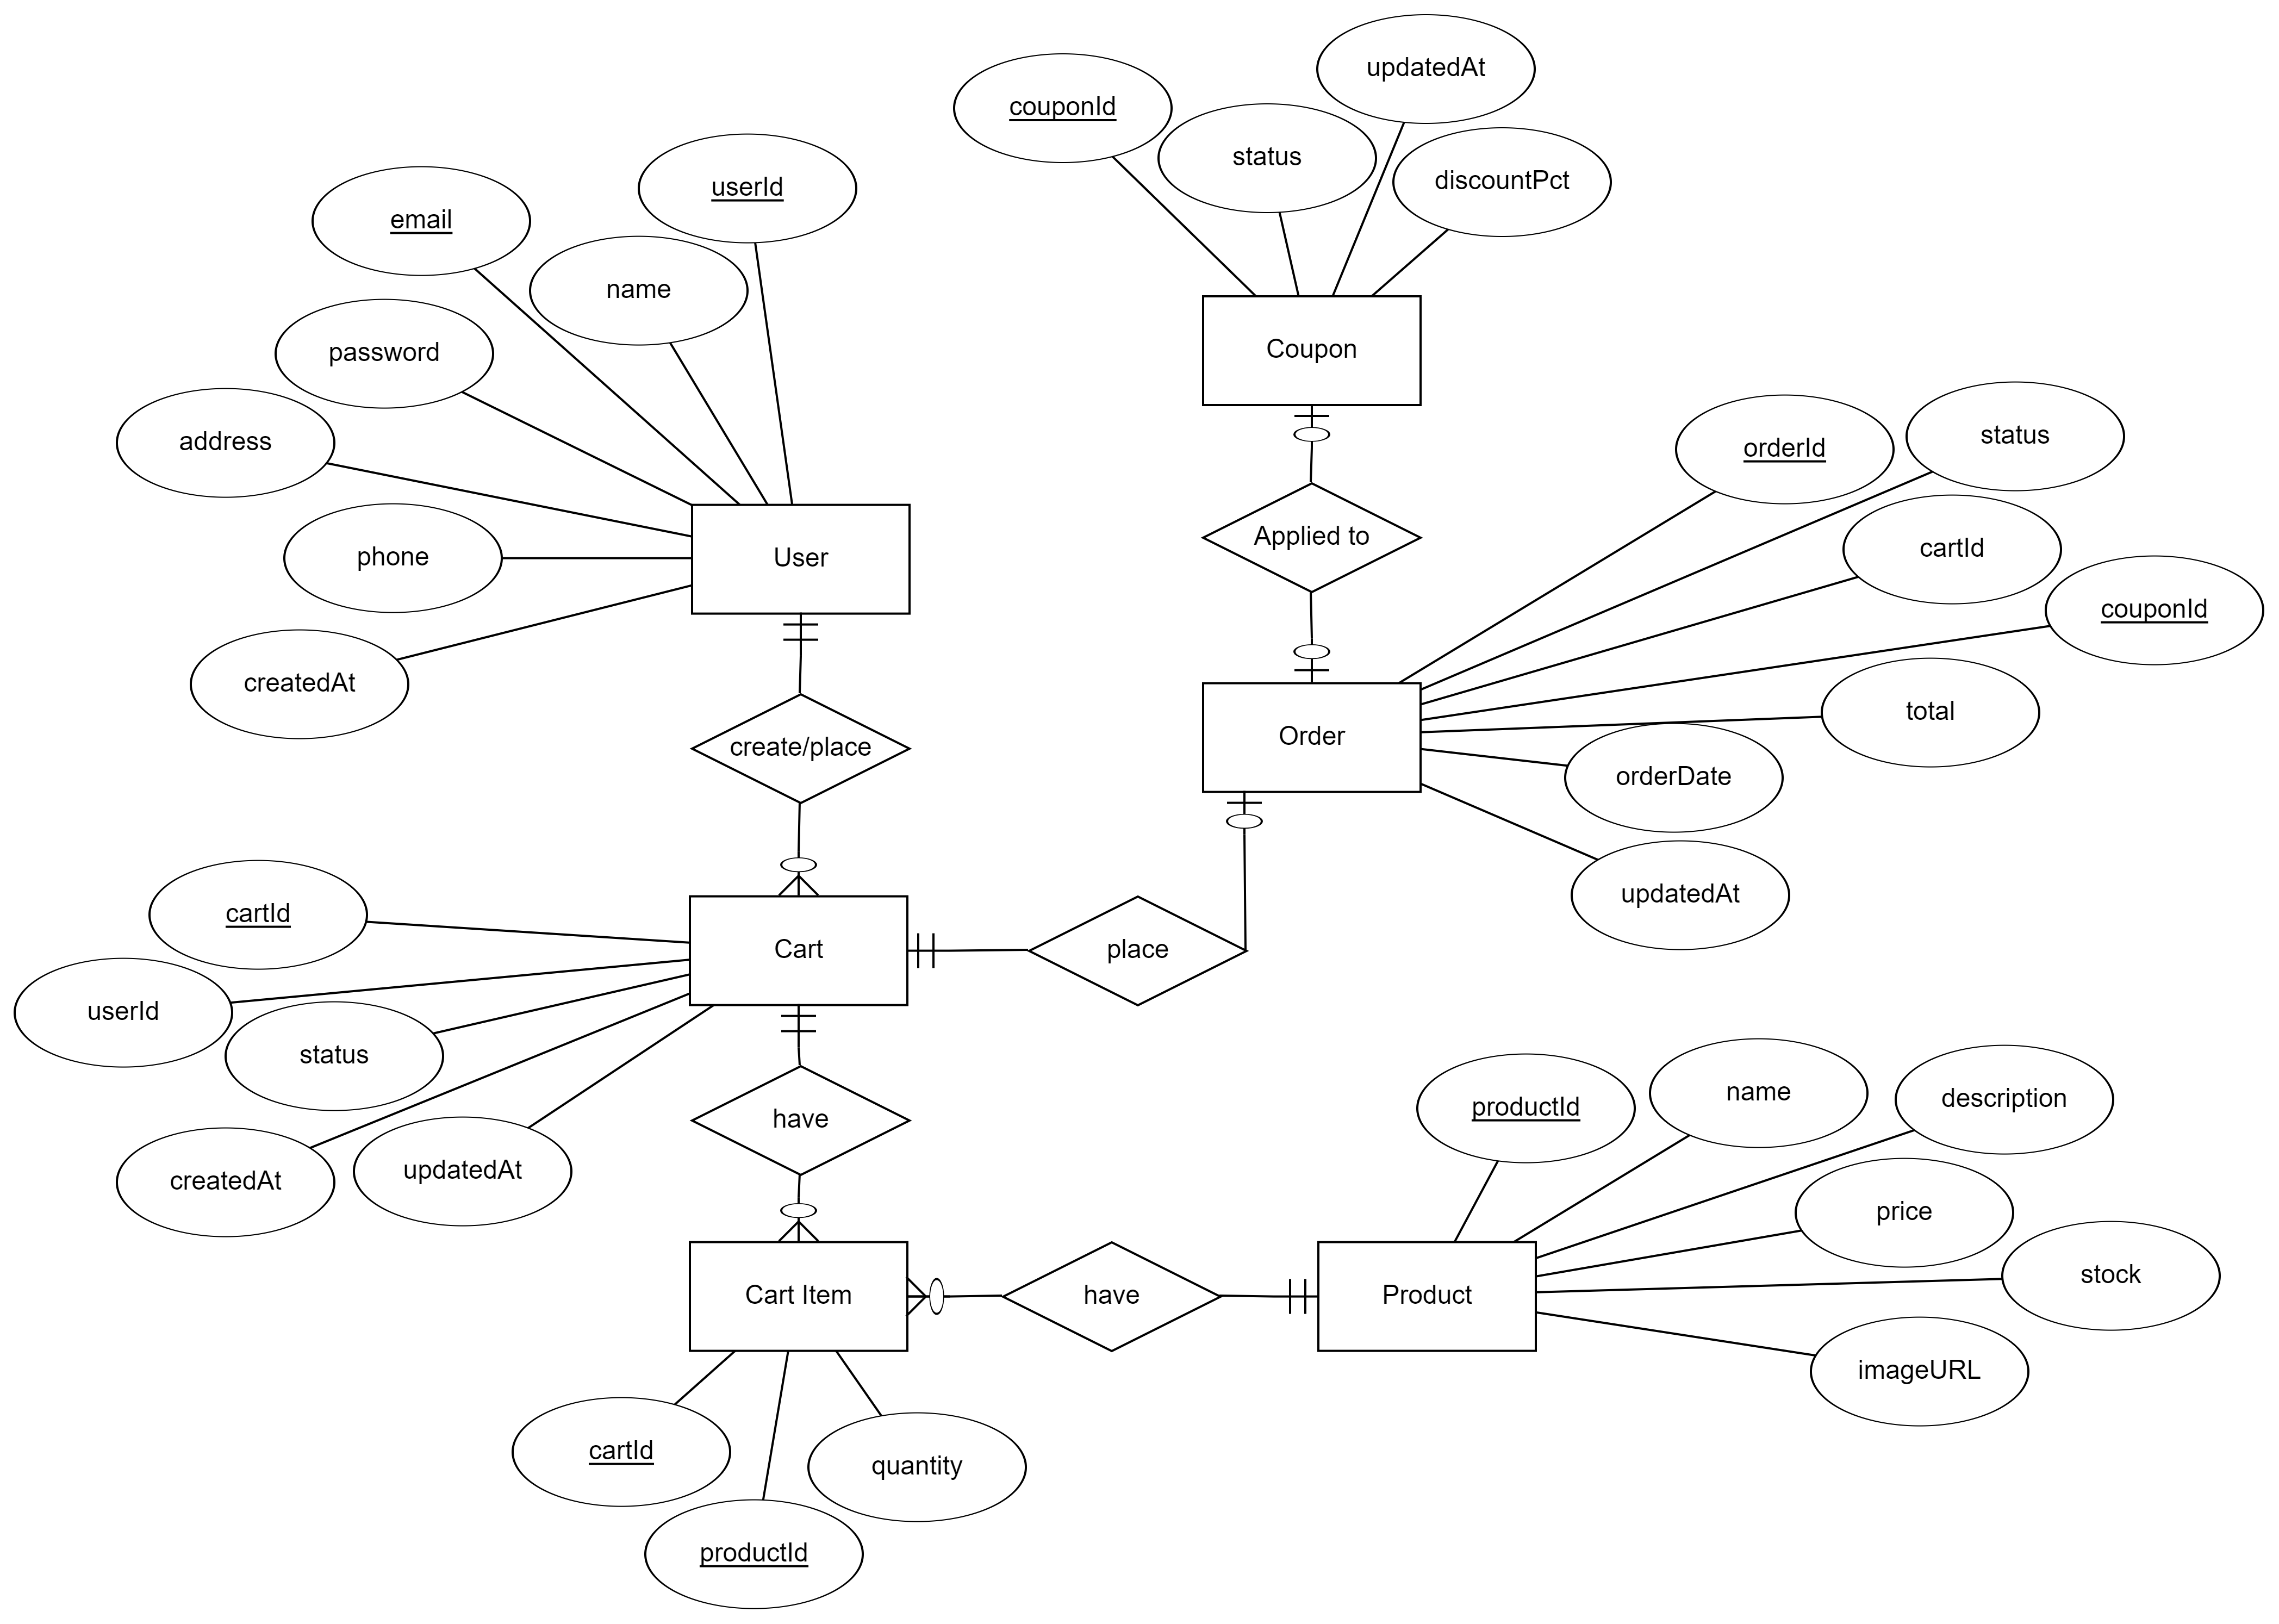 updatedAt
couponId
status
discountPct
userId
email
name
password
address
phone
createdAt
User
Coupon
Applied to
orderId
status
cartId
couponId
total
orderDate
updatedAt
Order
create/place
cartId
userId
status
createdAt
updatedAt
Cart
place
have
productId
name
description
price
stock
imageURL
Cart Item
have
Product
cartId
quantity
productId